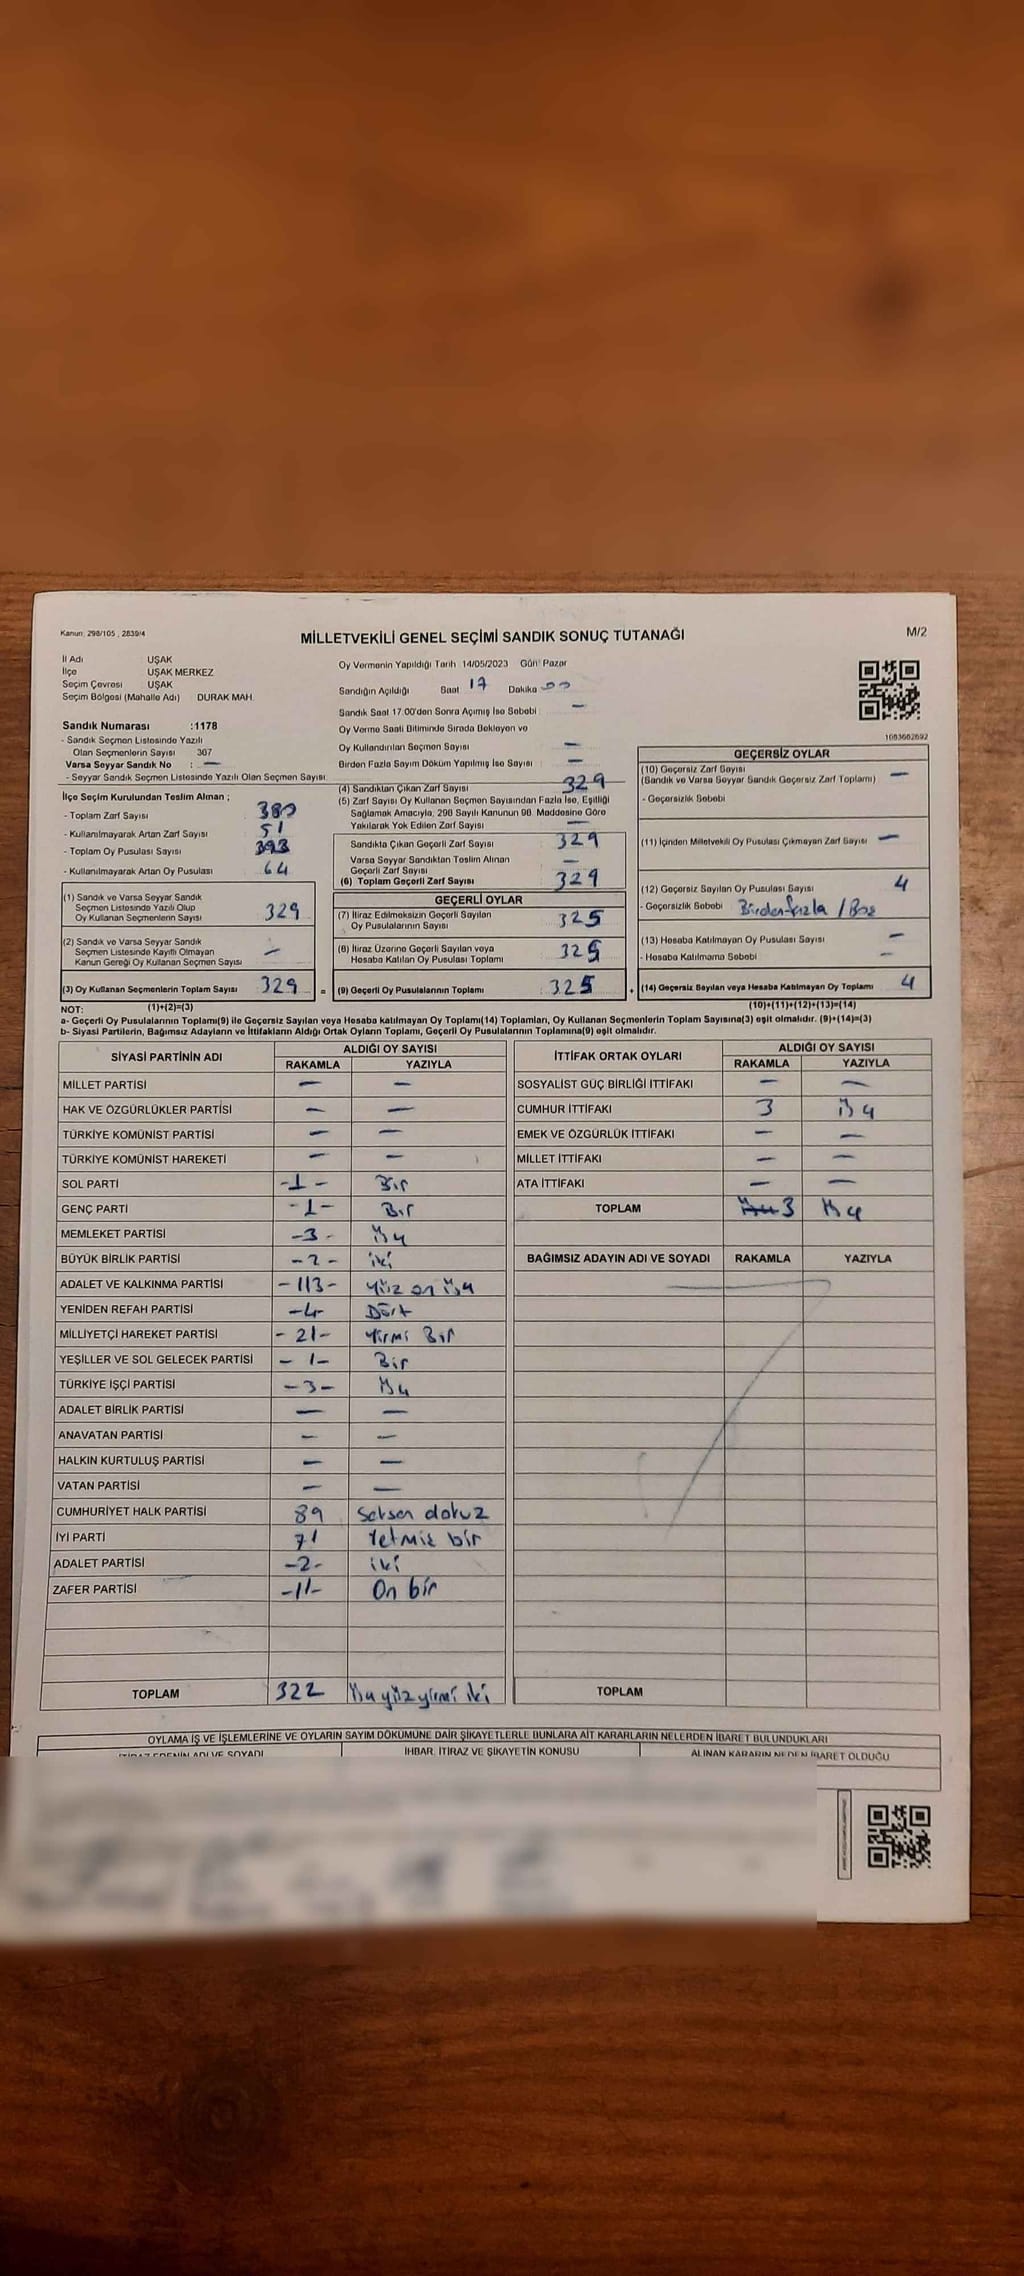 Kanun: 298/105 , 2839/4
MİLLETVEKİLİ GENEL SEÇİMİ SANDIK SONUÇ TUTANAĞI
M/2
İl Adı : UŞAK
İlçe : UŞAK MERKEZ
Seçim Çevresi : UŞAK
Seçim Bölgesi (Mahalle Adı) DURAK MAH.
Sandık Numarası :1178
- Sandık Seçmen Listesinde Yazılı
Olan Seçmenlerin Sayısı 387
Varsa Seyyar Sandık No : —
- Seyyar Sandık Seçmen Listesinde Yazılı Olan Seçmen Sayısı
İlçe Seçim Kurulundan Teslim Alınan ;
- Toplam Zarf Sayısı 380
- Kullanılmayarak Artan Zarf Sayısı 51
- Toplam Oy Pusulası Sayısı 393
- Kullanılmayarak Artan Oy Pusulası 64
(1) Sandık ve Varsa Seyyar Sandık
Seçmen Listesinde Yazılı Olup
Oy Kullanan Seçmenlerin Sayısı 329
(2) Sandık ve Varsa Seyyar Sandık
Seçmen Listesinde Kayıtlı Olmayan
Kanun Gereği Oy Kullanan Seçmen Sayısı —
(3) Oy Kullanan Seçmenlerin Toplam Sayısı 329 =
Oy Vermenin Yapıldığı Tarih 14/05/2023 Gün: Pazar
Sandığın Açıldığı Saat 17 Dakika 00
Sandık Saat 17:00'den Sonra Açımış İse Sebebi : —
Oy Verme Saati Bitiminde Sırada Bekleyen ve
Oy Kullandırılan Seçmen Sayısı —
Birden Fazla Sayım Döküm Yapılmış İse Sayısı —
(4) Sandıktan Çıkan Zarf Sayısı 329
(5) Zarf Sayısı Oy Kullanan Seçmen Sayısından Fazla İse, Eşitliği
Sağlamak Amacıyla, 298 Sayılı Kanunun 98. Maddesine Göre
Yakılarak Yok Edilen Zarf Sayısı —
Sandıkta Çıkan Geçerli Zarf Sayısı 329
Varsa Seyyar Sandıktan Teslim Alınan
Geçerli Zarf Sayısı —
(6) Toplam Geçerli Zarf Sayısı 329
GEÇERLİ OYLAR
(7) İtiraz Edilmeksizin Geçerli Sayılan
Oy Pusulalarının Sayısı 325
(8) İtiraz Üzerine Geçerli Sayılan veya
Hesaba Katılan Oy Pusulası Toplamı 325
(9) Geçerli Oy Pusulalarının Toplamı 325 +
1083682692
GEÇERSİZ OYLAR
(10) Geçersiz Zarf Sayısı
(Sandık ve Varsa Seyyar Sandık Geçersiz Zarf Toplamı) —
- Geçersizlik Sebebi
(11) İçinden Milletvekili Oy Pusulası Çıkmayan Zarf Sayısı —
(12) Geçersiz Sayılan Oy Pusulası Sayısı 4
- Geçersizlik Sebebi Birden fazla / Boş
(13) Hesaba Katılmayan Oy Pusulası Sayısı —
- Hesaba Katılmama Sebebi —
(14) Geçersiz Sayılan veya Hesaba Katılmayan Oy Toplamı 4
NOT: (1)+(2)=(3) (10)+(11)+(12)+(13)=(14)
a- Geçerli Oy Pusulalarının Toplamı(9) ile Geçersiz Sayılan veya Hesaba katılmayan Oy Toplamı(14) Toplamları, Oy Kullanan Seçmenlerin Toplam Sayısına(3) eşit olmalıdır. (9)+(14)=(3)
b- Siyasi Partilerin, Bağımsız Adayların ve İttifakların Aldığı Ortak Oyların Toplamı, Geçerli Oy Pusulalarının Toplamına(9) eşit olmalıdır.
SİYASİ PARTİNİN ADI ALDIĞI OY SAYISI
RAKAMLA YAZIYLA
MİLLET PARTİSİ — —
HAK VE ÖZGÜRLÜKLER PARTİSİ — —
TÜRKİYE KOMÜNİST PARTİSİ — —
TÜRKİYE KOMÜNİST HAREKETİ — —
SOL PARTİ -1- Bir
GENÇ PARTİ -1- Bir
MEMLEKET PARTİSİ -3- Üç
BÜYÜK BİRLİK PARTİSİ -2- iki
ADALET VE KALKINMA PARTİSİ -113- Yüz on üç
YENİDEN REFAH PARTİSİ -4- Dört
MİLLİYETÇİ HAREKET PARTİSİ -21- Yirmi Bir
YEŞİLLER VE SOL GELECEK PARTİSİ -1- Bir
TÜRKİYE İŞÇİ PARTİSİ -3- Üç
ADALET BİRLİK PARTİSİ — —
ANAVATAN PARTİSİ — —
HALKIN KURTULUŞ PARTİSİ — —
VATAN PARTİSİ — —
CUMHURİYET HALK PARTİSİ 89 Seksen dokuz
İYİ PARTİ 71 Yetmiş bir
ADALET PARTİSİ -2- iki
ZAFER PARTİSİ -11- On bir
TOPLAM 322 Üç yüz yirmi iki
İTTİFAK ORTAK OYLARI ALDIĞI OY SAYISI
RAKAMLA YAZIYLA
SOSYALİST GÜÇ BİRLİĞİ İTTİFAKI — —
CUMHUR İTTİFAKI 3 Üç
EMEK VE ÖZGÜRLÜK İTTİFAKI — —
MİLLET İTTİFAKI — —
ATA İTTİFAKI — —
TOPLAM 3 Üç
BAĞIMSIZ ADAYIN ADI VE SOYADI RAKAMLA YAZIYLA
TOPLAM
OYLAMA İŞ VE İŞLEMLERİNE VE OYLARIN SAYIM DÖKÜMÜNE DAİR ŞİKAYETLERLE BUNLARA AİT KARARLARIN NELERDEN İBARET BULUNDUKLARI
İTİRAZ EDENİN ADI VE SOYADI İHBAR, İTİRAZ VE ŞİKAYETİN KONUSU ALINAN KARARIN NEDEN İBARET OLDUĞU